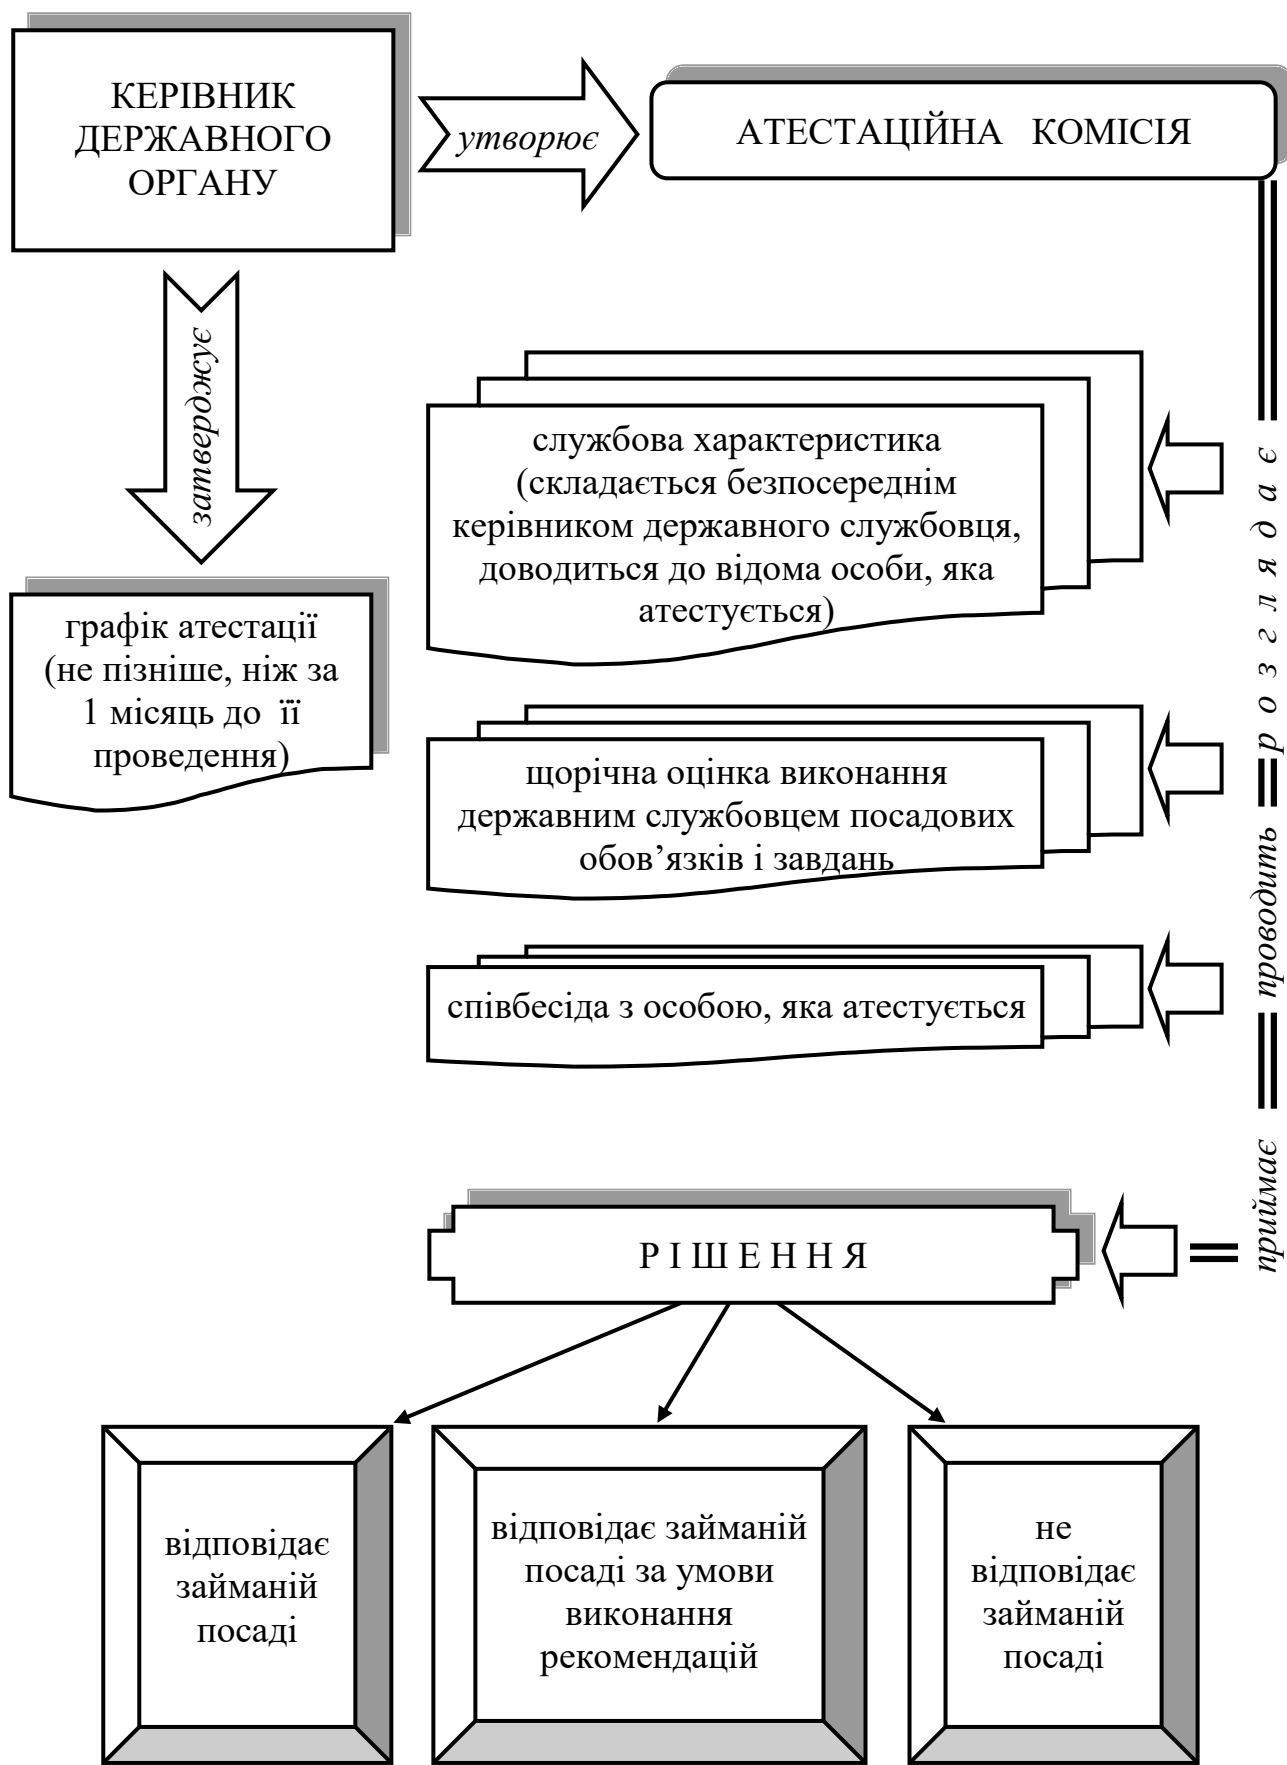 КЕРІВНИК
ДЕРЖАВНОГО
ОРГАНУ
утворює
АТЕСТАЦІЙНА КОМІСІЯ
затверджує
графік атестації
(не пізніше, ніж за
1 місяць до її
проведення)
розглядає
службова характеристика
(складається безпосереднім
керівником державного службовця,
доводиться до відома особи, яка
атестується)
щорічна оцінка виконання
державним службовцем посадових
обов’язків і завдань
проводить
співбесіда з особою, яка атестується
приймає
Р І Ш Е Н Н Я
відповідає
займаній
посаді
відповідає займаній
посаді за умови
виконання
рекомендацій
не
відповідає
займаній
посаді